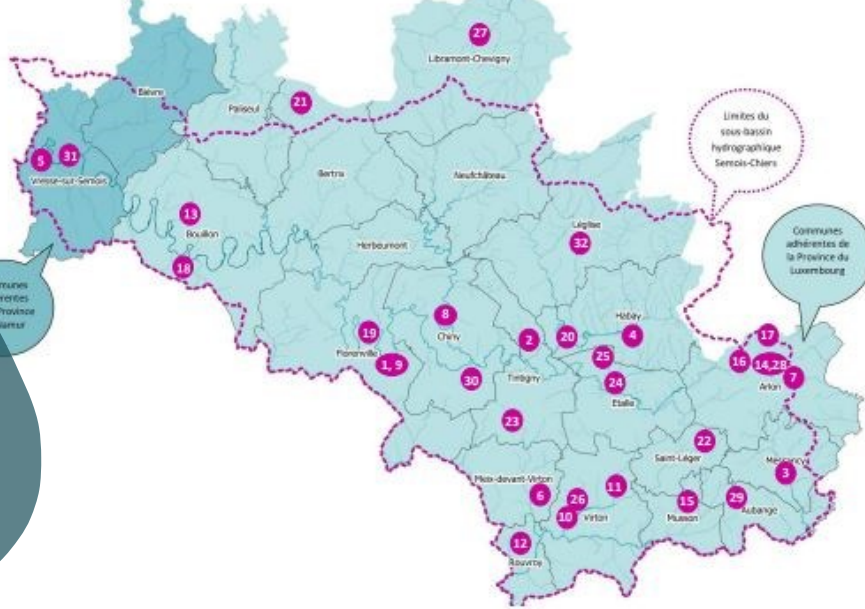 27
Libramont-Chevigny
Bièvre
Paliseul
21
Limites du
sous-bassin
hydrographique
Semois-Chiers
5
31
Vresse-sur-Semois
Bertrix
Neufchâteau
13
Bouillon
Léglise
32
Herbeumont
Communes
adhérentes de
la Province du
Luxembourg
18
8
Chiny
Habay
19
2
20
4
17
Florenville
1, 9
25
16
14,28
Arlon
7
30
Tintigny
24
Etalle
23
22
Saint-Léger
Messancy
3
Meix-devant-Virton
6
26
11
10
Virton
15
Musson
29
Aubange
12
Rouvroy